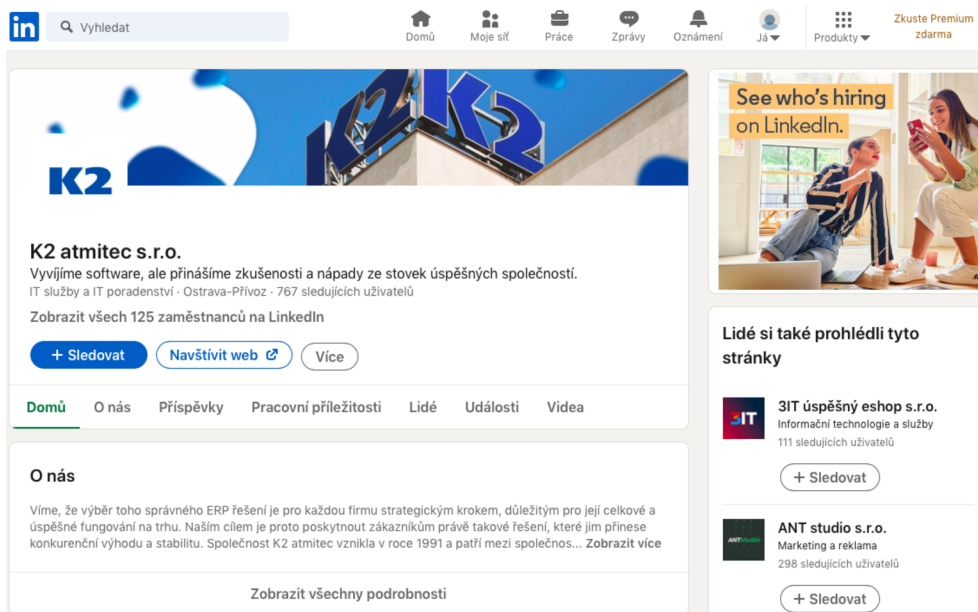 in
Vyhledat
Domů
Moje síť
Práce
Zprávy
Oznámení
Já
Produkty
Zkuste Premium
zdarma
K2
K2
K2
See who's hiring
on LinkedIn.
K2 atmitec s.r.o.
Vyvíjíme software, ale přinášíme zkušenosti a nápady ze stovek úspěšných společností.
IT služby a IT poradenství · Ostrava-Přívoz · 767 sledujících uživatelů
Zobrazit všech 125 zaměstnanců na LinkedIn
+ Sledovat
Navštívit web
Více
Domů
O nás
Příspěvky
Pracovní příležitosti
Lidé
Události
Videa
O nás
Víme, že výběr toho správného ERP řešení je pro každou firmu strategickým krokem, důležitým pro její celkové a
úspěšné fungování na trhu. Naším cílem je proto poskytnout zákazníkům právě takové řešení, které jim přinese
konkurenční výhodu a stabilitu. Společnost K2 atmitec vznikla v roce 1991 a patří mezi společnos... Zobrazit více
Zobrazit všechny podrobnosti
Lidé si také prohlédli tyto
stránky
3IT
3IT úspěšný eshop s.r.o.
Informační technologie a služby
111 sledujících uživatelů
+ Sledovat
ANTstudio
ANT studio s.r.o.
Marketing a reklama
298 sledujících uživatelů
+ Sledovat